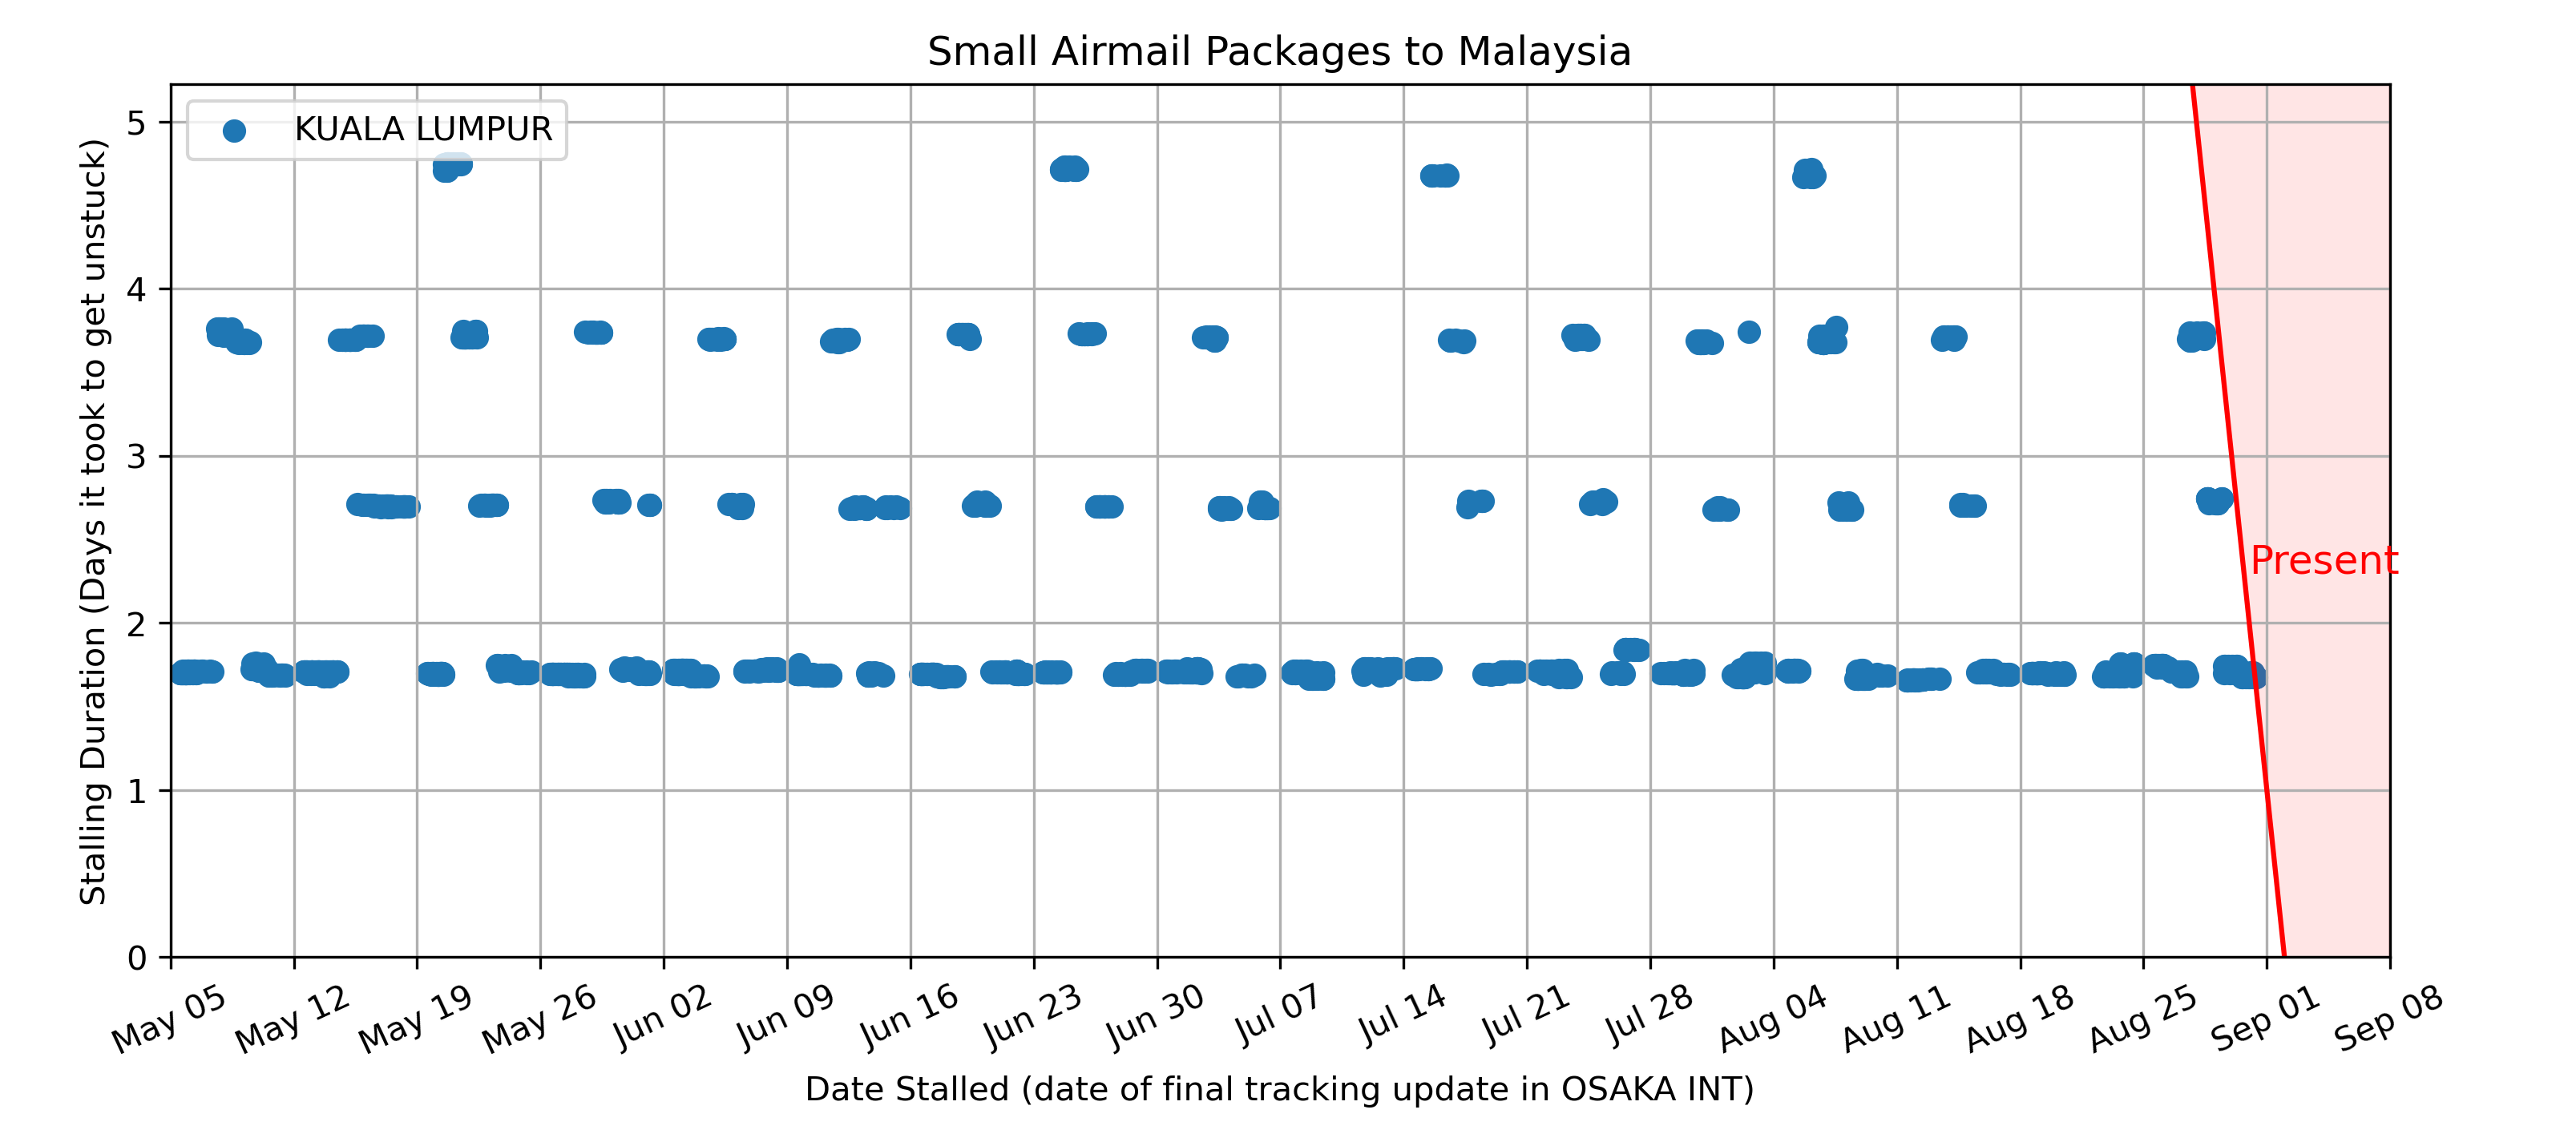 Small Airmail Packages to Malaysia
KUALA LUMPUR
Stalling Duration (Days it took to get unstuck)
5
4
3
2
1
0
Present
May 05
May 12
May 19
May 26
Jun 02
Jun 09
Jun 16
Jun 23
Jun 30
Jul 07
Jul 14
Jul 21
Jul 28
Aug 04
Aug 11
Aug 18
Aug 25
Sep 01
Sep 08
Date Stalled (date of final tracking update in OSAKA INT)